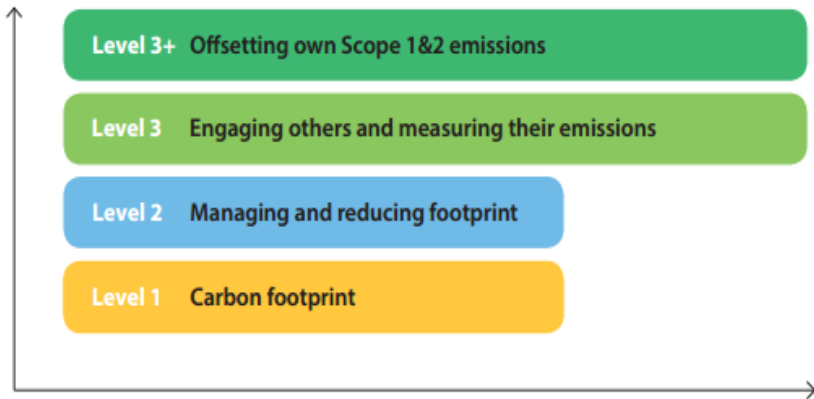 Level 3+ Offsetting own Scope 1&2 emissions
Level 3 Engaging others and measuring their emissions
Level 2 Managing and reducing footprint
Level 1 Carbon footprint